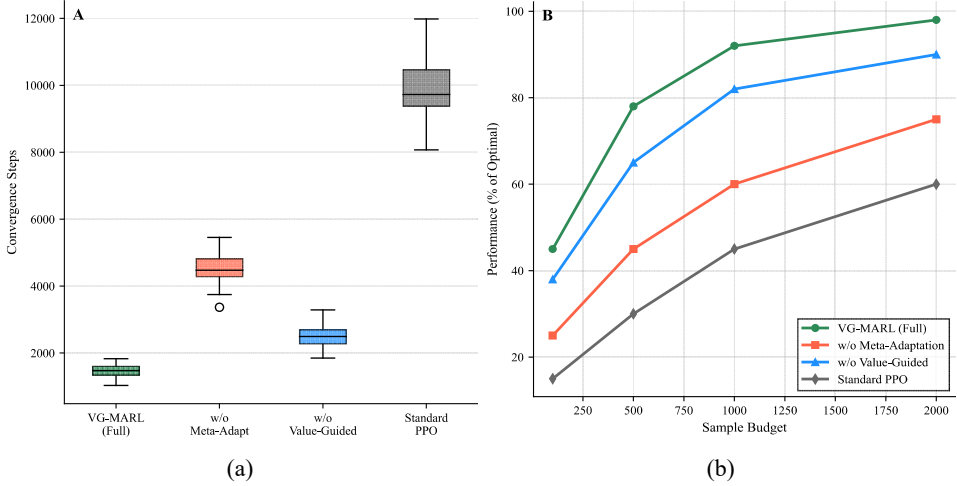 A
12000
10000
8000
6000
4000
2000
Convergence Steps
VG-MARL
(Full)
w/o
Meta-Adapt
w/o
Value-Guided
Standard
PPO
(a)
B
100
80
60
40
20
Performance (% of Optimal)
VG-MARL (Full)
w/o Meta-Adaptation
w/o Value-Guided
Standard PPO
250 500 750 1000 1250 1500 1750 2000
Sample Budget
(b)